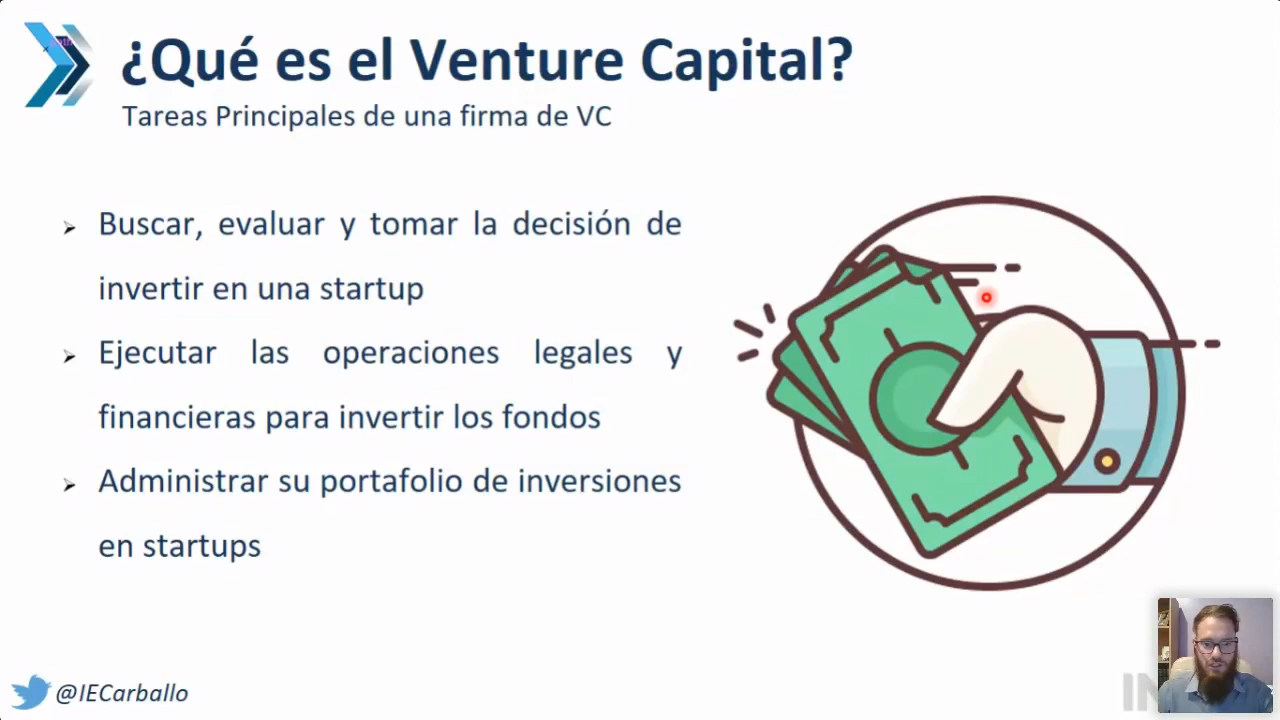 ¿Qué es el Venture Capital?
Tareas Principales de una firma de VC
Buscar, evaluar y tomar la decisión de
invertir en una startup
Ejecutar las operaciones legales y
financieras para invertir los fondos
Administrar su portafolio de inversiones
en startups
@IECarballo